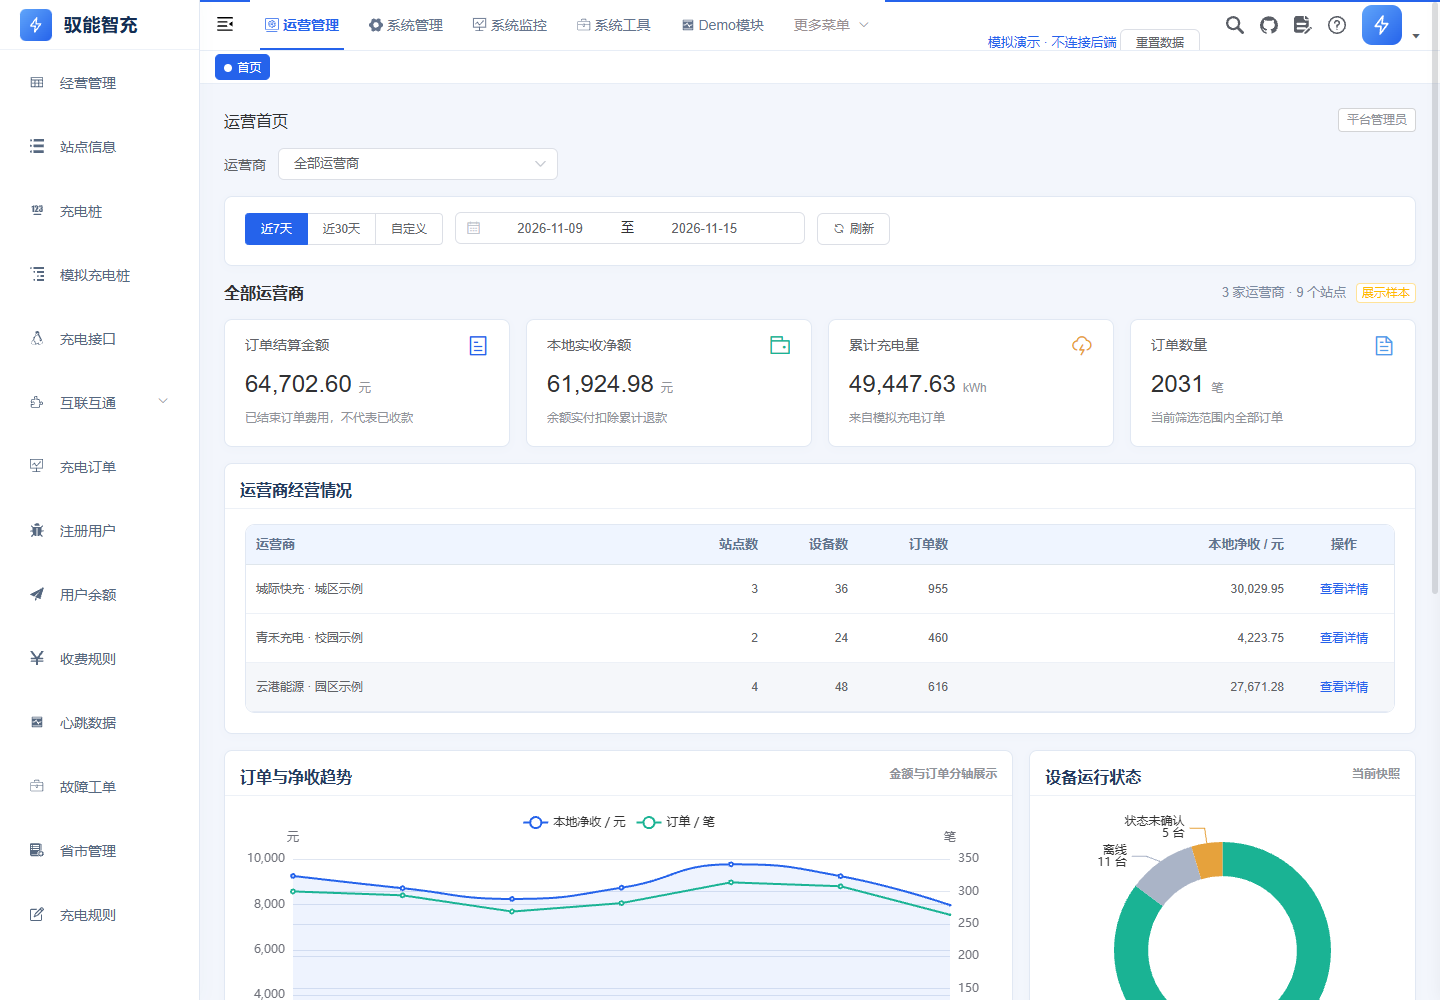 驭能智充
运营管理
系统管理
系统监控
系统工具
Demo模块
更多菜单
模拟演示 · 不连接后端
重置数据
首页
经营管理
站点信息
充电桩
模拟充电桩
充电接口
互联互通
充电订单
注册用户
用户余额
收费规则
心跳数据
故障工单
省市管理
充电规则
运营首页
平台管理员
运营商
全部运营商
近7天
近30天
自定义
2026-11-09 至 2026-11-15
刷新
全部运营商
3 家运营商 · 9 个站点
展示样本
订单结算金额
64,702.60 元
已结束订单费用，不代表已收款
本地实收净额
61,924.98 元
余额实付扣除累计退款
累计充电量
49,447.63 kWh
来自模拟充电订单
订单数量
2031 笔
当前筛选范围内全部订单
运营商经营情况
运营商 站点数 设备数 订单数 本地净收 / 元 操作
城际快充 · 城区示例 3 36 955 30,029.95 查看详情
青禾充电 · 校园示例 2 24 460 4,223.75 查看详情
云港能源 · 园区示例 4 48 616 27,671.28 查看详情
订单与净收趋势
金额与订单分轴展示
本地净收 / 元
订单 / 笔
元
笔
10,000
8,000
6,000
4,000
350
300
250
200
150
设备运行状态
当前快照
状态未确认
5 台
离线
11 台